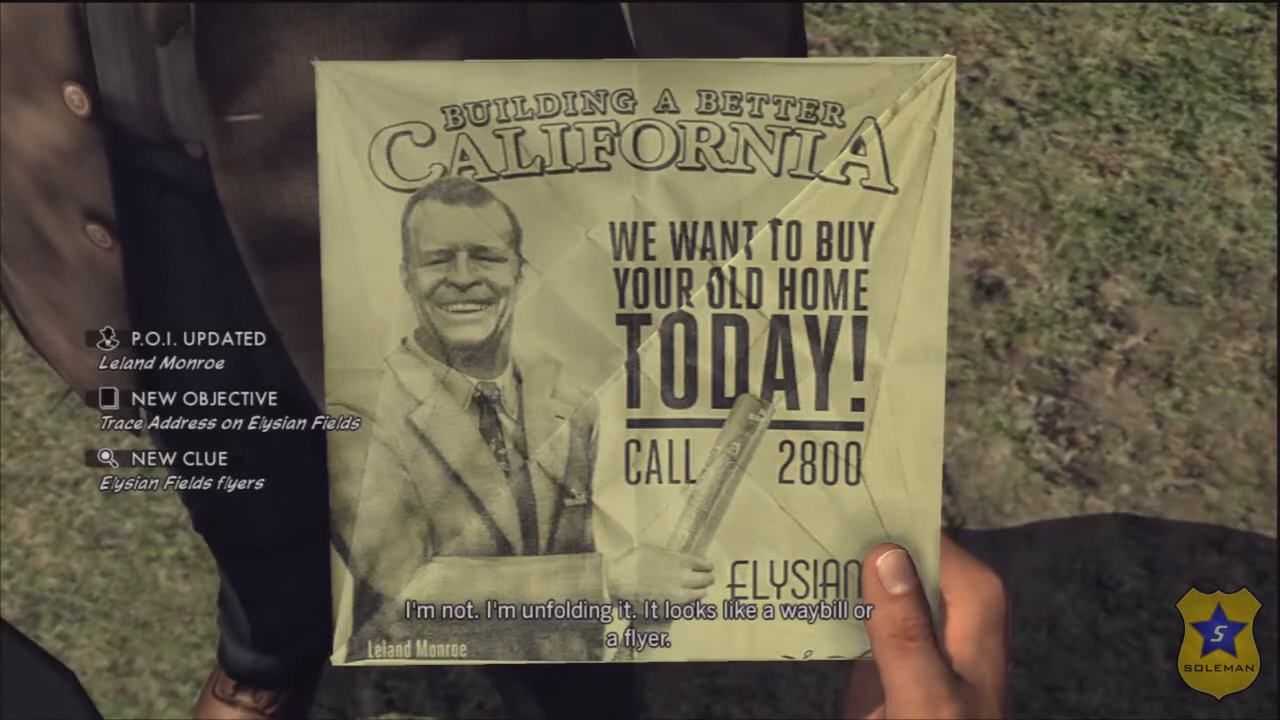 BUILDING A BETTER
CALIFORNIA
WE WANT TO BUY
YOUR OLD HOME
TODAY!
CALL 2800
ELYSIAN
Leland Monroe
P.O.I. UPDATED
Leland Monroe
NEW OBJECTIVE
Trace Address on Elysian Fields
NEW CLUE
Elysian Fields flyers
I'm not. I'm unfolding it. It looks like a waybill or
a flyer.
S
SOLEMAN